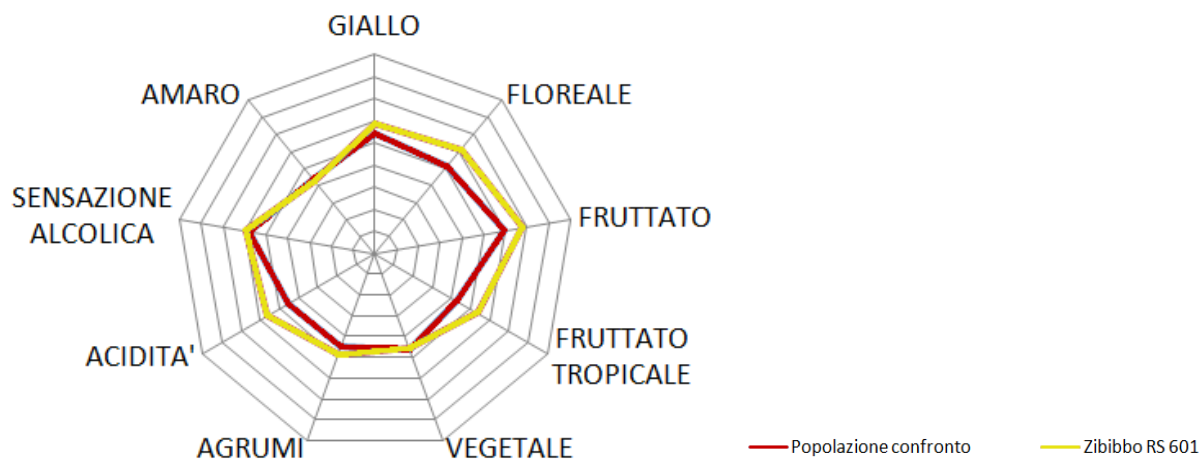 GIALLO
FLOREALE
FRUTTATO
FRUTTATO
TROPICALE
VEGETALE
AGRUMI
ACIDITA'
SENSAZIONE
ALCOLICA
AMARO
Popolazione confronto
Zibibbo RS 601